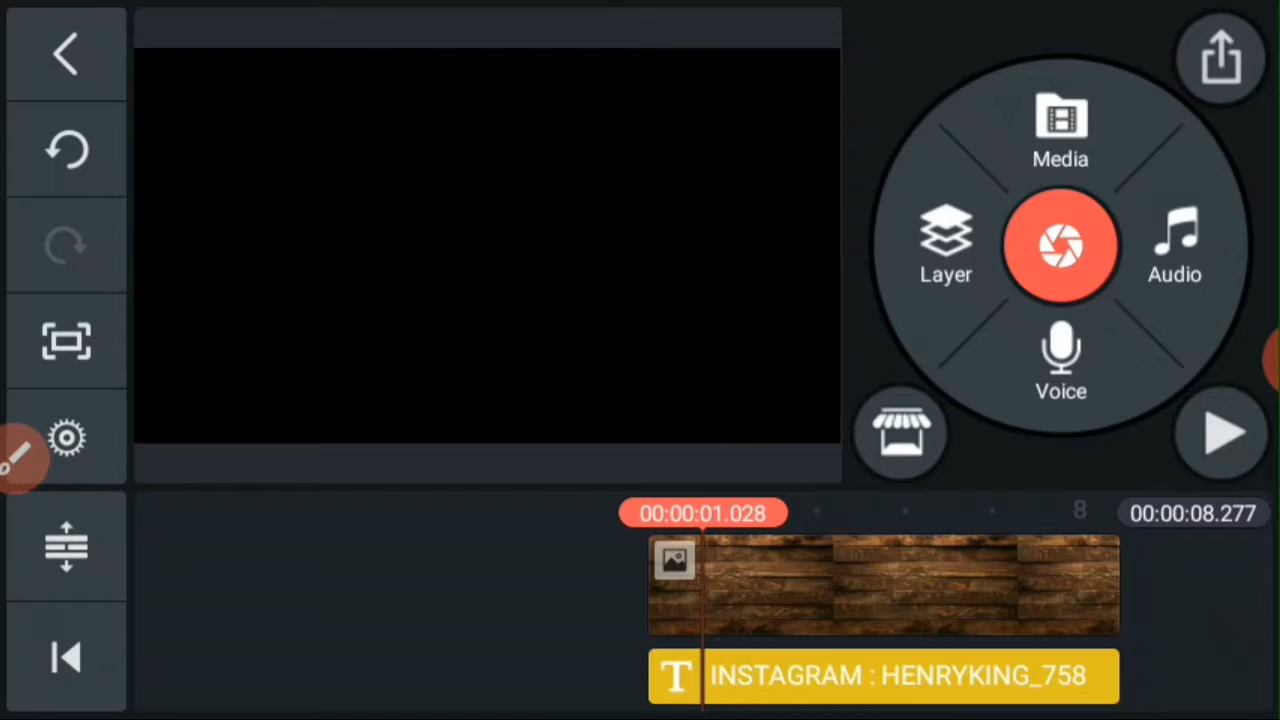 Media
Layer
Audio
Voice
00:00:01.028
8
00:00:08.277
T INSTAGRAM : HENRYKING_758